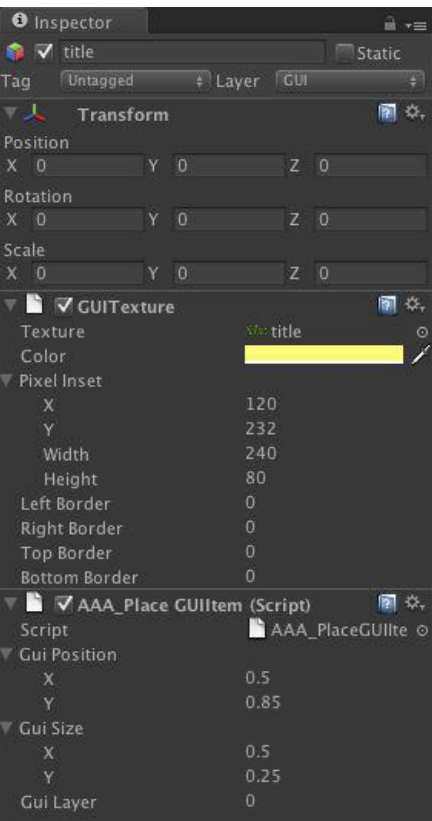 Inspector
title Static
Tag Untagged Layer GUI
Transform
Position
X 0 Y 0 Z 0
Rotation
X 0 Y 0 Z 0
Scale
X 0 Y 0 Z 0
GUITexture
Texture title
Color
Pixel Inset
X 120
Y 232
Width 240
Height 80
Left Border 0
Right Border 0
Top Border 0
Bottom Border 0
AAA_Place GUIItem (Script)
Script AAA_PlaceGUIIte
Gui Position
X 0.5
Y 0.85
Gui Size
X 0.5
Y 0.25
Gui Layer 0